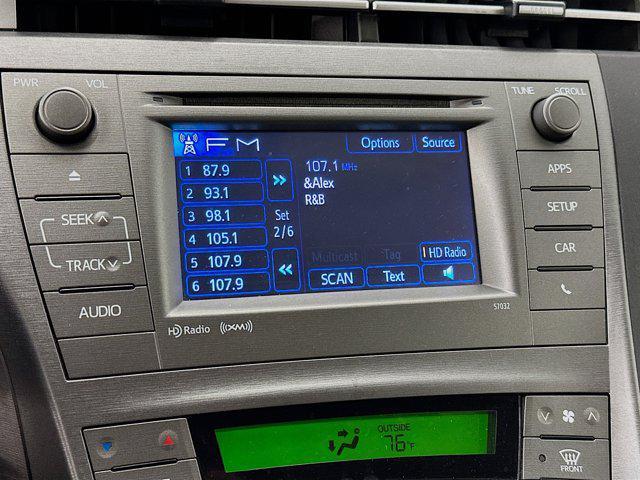 PWR VOL
TUNE SCROLL
FM Options Source
1 87.9
2 93.1
3 98.1
4 105.1
5 107.9
6 107.9
Set
2/6
107.1 MHz
&Alex
R&B
Multicast Tag HD Radio
SCAN Text
SEEK
TRACK
AUDIO
APPS
SETUP
CAR
HD Radio ((XM))
57032
OUTSIDE
76°F
FRONT